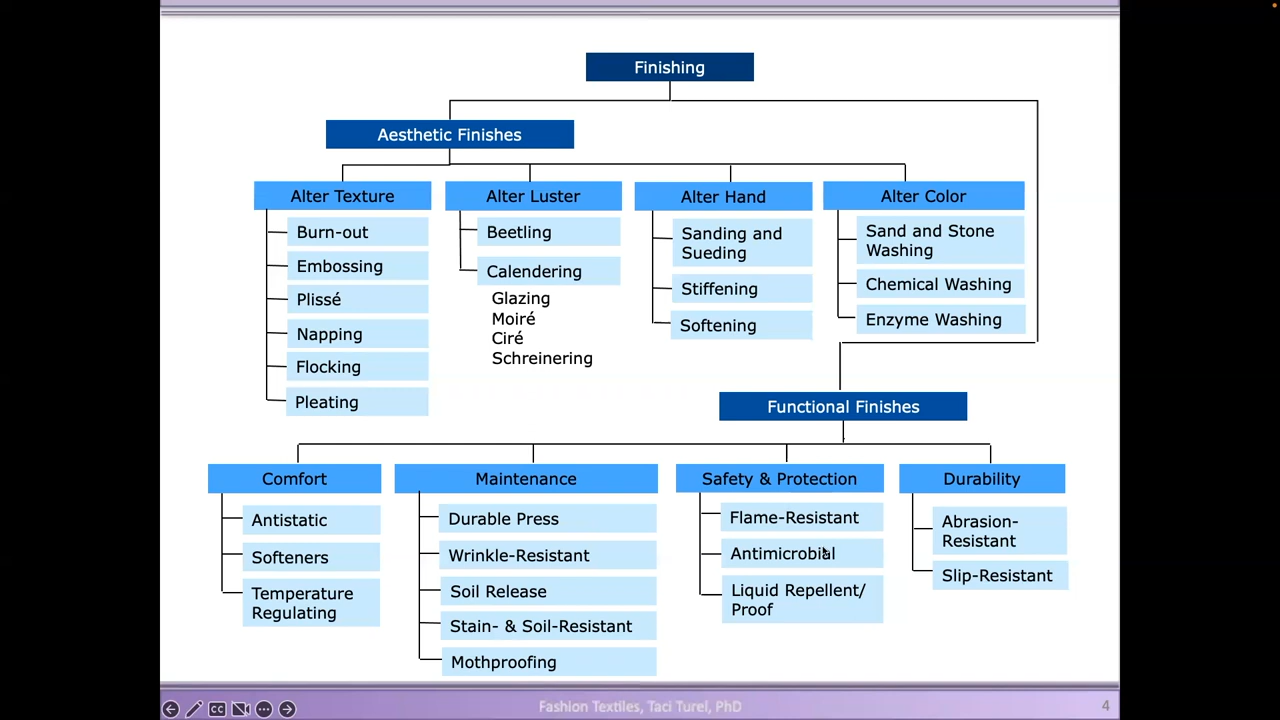 Finishing
Aesthetic Finishes
Alter Texture
Burn-out
Embossing
Plissé
Napping
Flocking
Pleating
Alter Luster
Beetling
Calendering
Glazing
Moiré
Ciré
Schreinering
Alter Hand
Sanding and
Sueding
Stiffening
Softening
Alter Color
Sand and Stone
Washing
Chemical Washing
Enzyme Washing
Functional Finishes
Comfort
Antistatic
Softeners
Temperature
Regulating
Maintenance
Durable Press
Wrinkle-Resistant
Soil Release
Stain- & Soil-Resistant
Mothproofing
Safety & Protection
Flame-Resistant
Antimicrobial
Liquid Repellent/
Proof
Durability
Abrasion-
Resistant
Slip-Resistant
CC
Fashion Textiles, Taci Turel, PhD
4